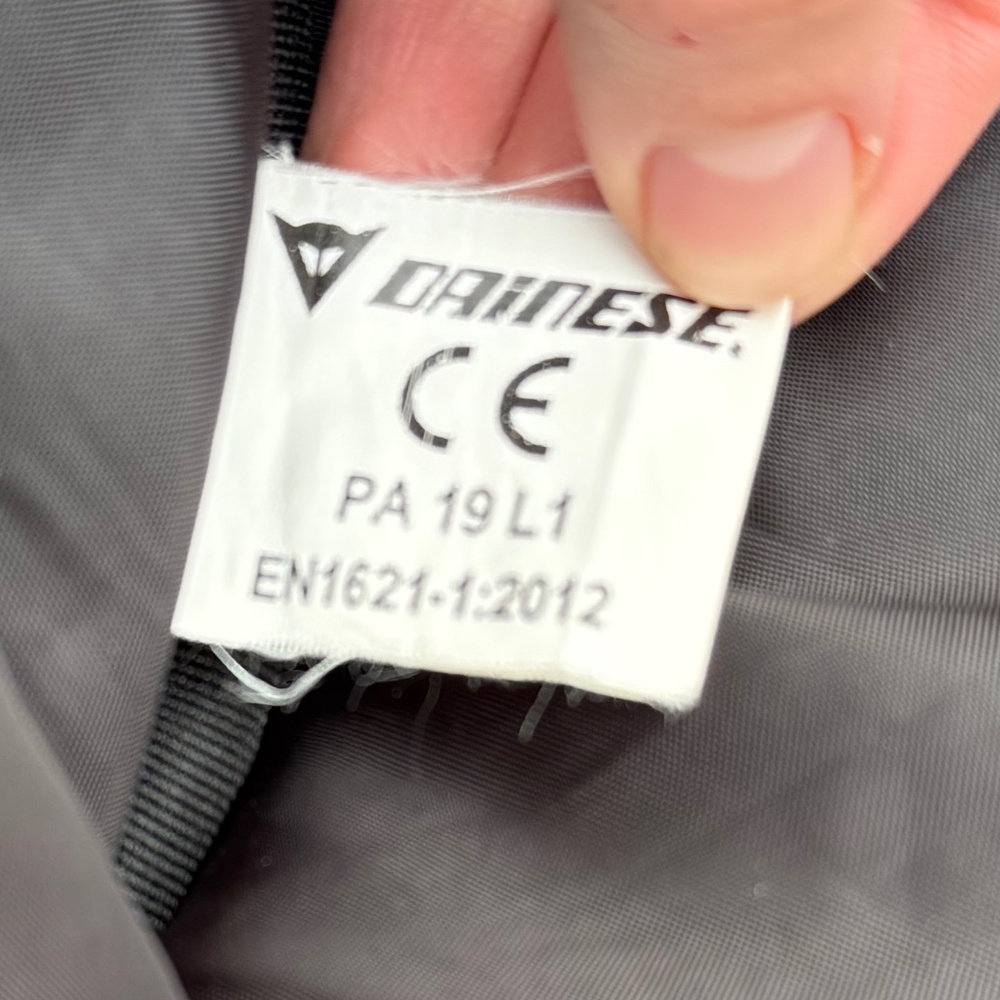 DAINESE.
CE
PA 19 L1
EN1621-1:2012